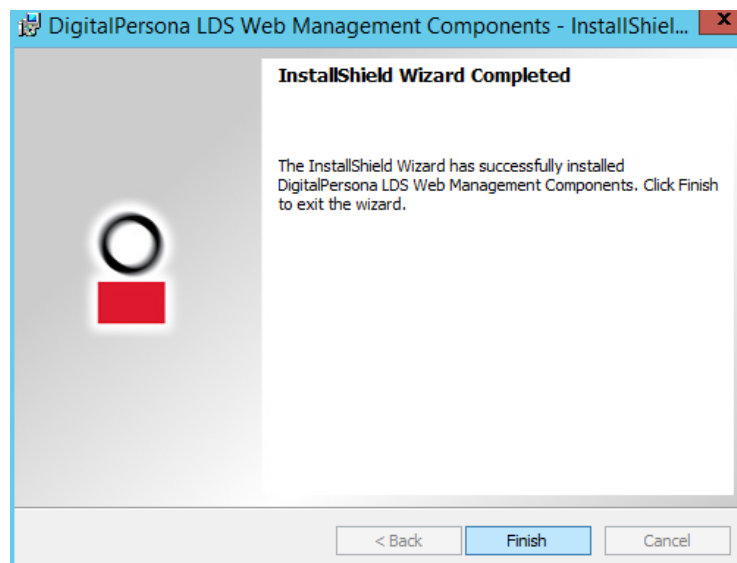 DigitalPersona LDS Web Management Components - InstallShiel...
InstallShield Wizard Completed
The InstallShield Wizard has successfully installed
DigitalPersona LDS Web Management Components. Click Finish
to exit the wizard.
< Back
Finish
Cancel